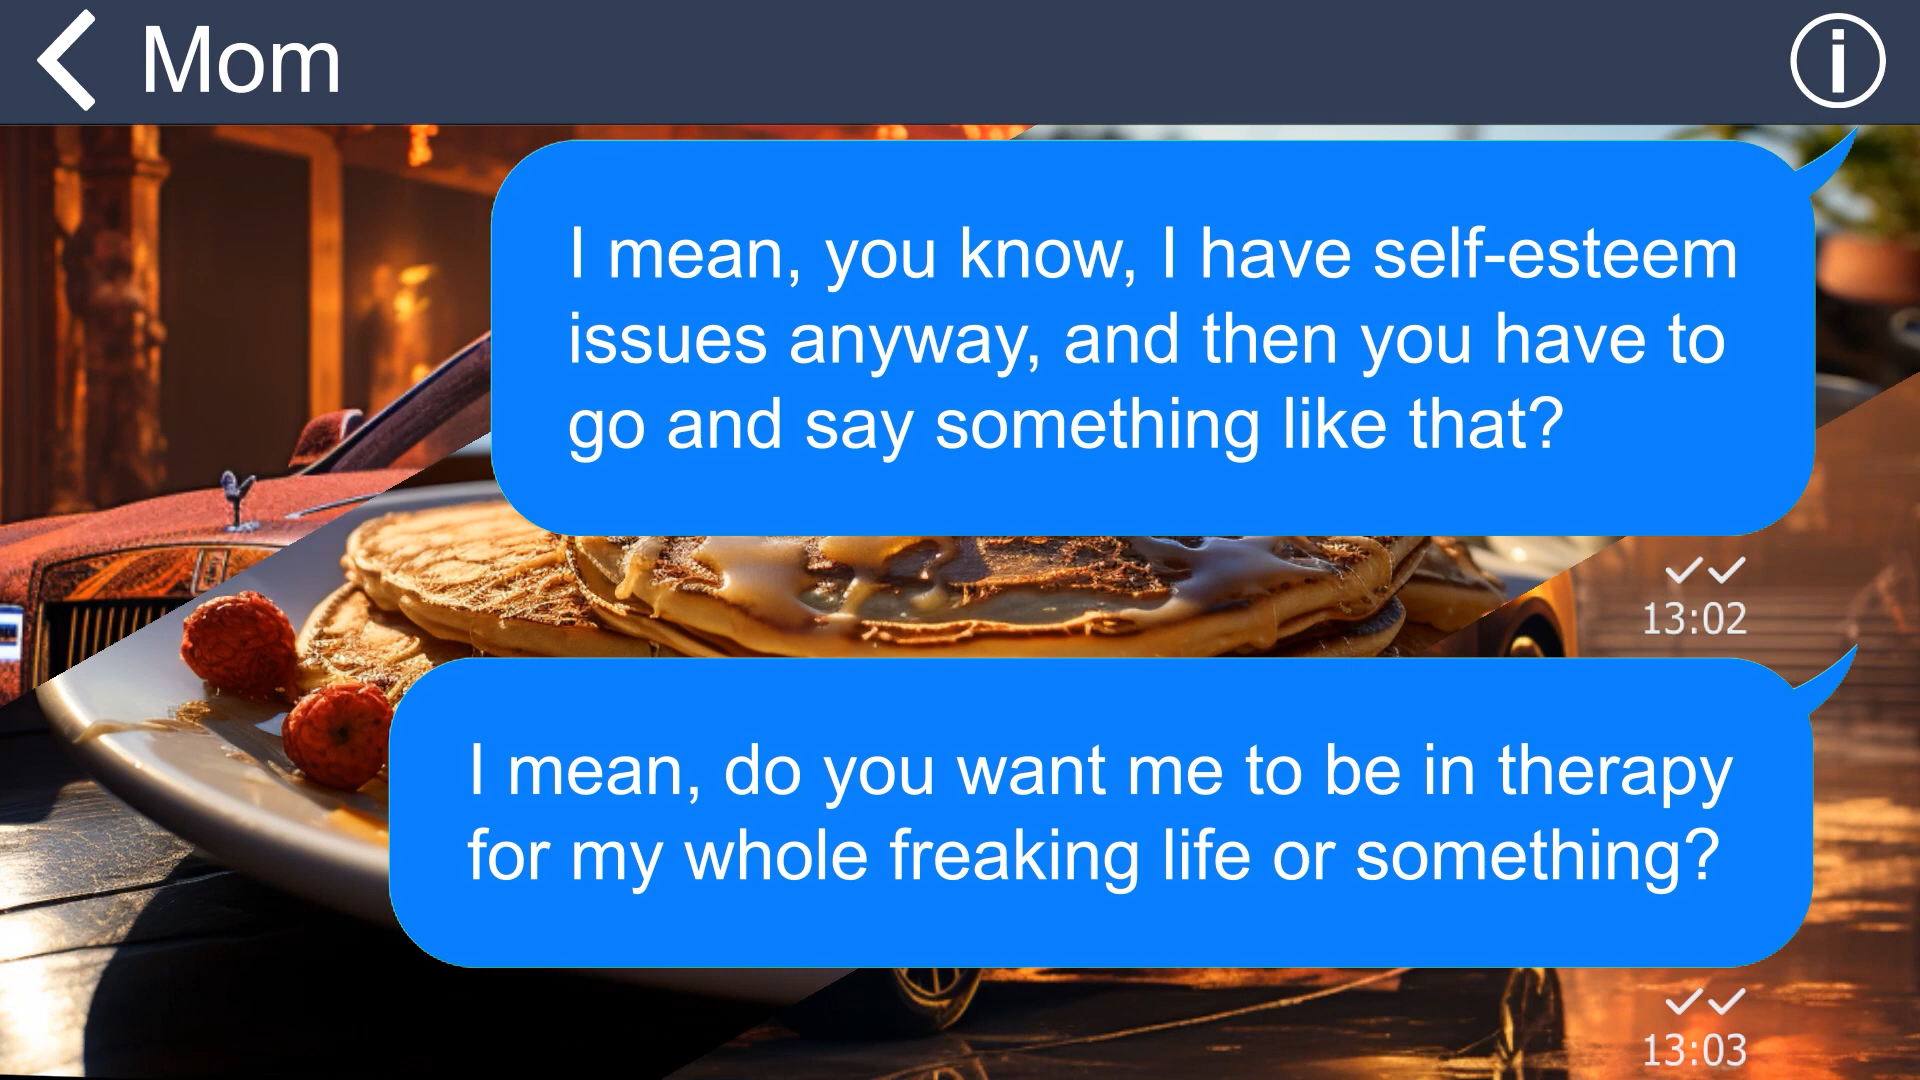 Mom
I mean, you know, I have self-esteem
issues anyway, and then you have to
go and say something like that?
13:02
I mean, do you want me to be in therapy
for my whole freaking life or something?
13:03